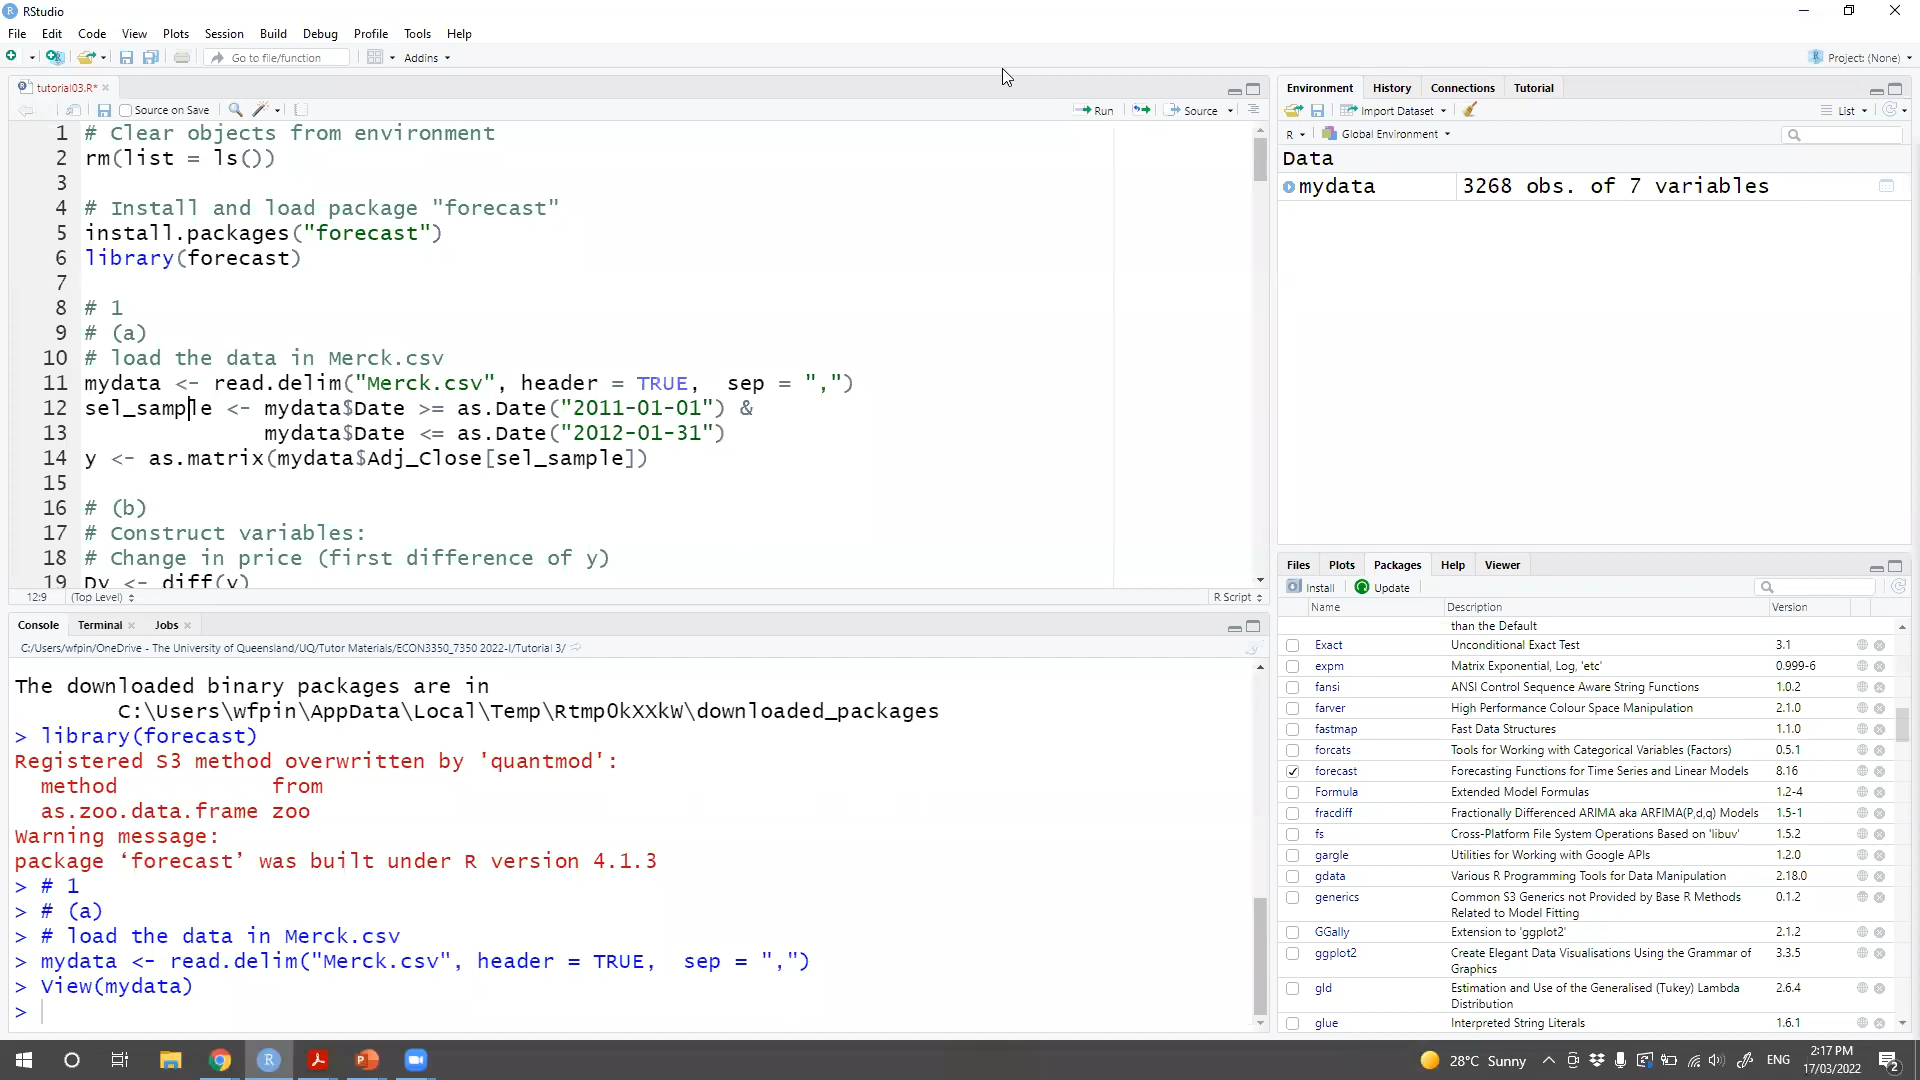 RStudio
File Edit Code View Plots Session Build Debug Profile Tools Help
Go to file/function Addins Project: (None)
tutorial03.R*
Source on Save Run Source
1 # Clear objects from environment
2 rm(list = ls())
3
4 # Install and load package "forecast"
5 install.packages("forecast")
6 library(forecast)
7
8 # 1
9 # (a)
10 # load the data in Merck.csv
11 mydata <- read.delim("Merck.csv", header = TRUE,  sep = ",")
12 sel_sample <- mydata$Date >= as.Date("2011-01-01") &
13 mydata$Date <= as.Date("2012-01-31")
14 y <- as.matrix(mydata$Adj_Close[sel_sample])
15
16 # (b)
17 # Construct variables:
18 # Change in price (first difference of y)
19 Dy <- diff(y)
12:9 (Top Level) R Script
Console Terminal Jobs
C:/Users/wfpin/OneDrive - The University of Queensland/UQ/Tutor Materials/ECON3350_7350 2022-I/Tutorial 3/
The downloaded binary packages are in
C:\Users\wfpin\AppData\Local\Temp\RtmpOkXXkW\downloaded_packages
> library(forecast)
Registered S3 method overwritten by 'quantmod':
method from
as.zoo.data.frame zoo
Warning message:
package ‘forecast’ was built under R version 4.1.3
> # 1
> # (a)
> # load the data in Merck.csv
> mydata <- read.delim("Merck.csv", header = TRUE,  sep = ",")
> View(mydata)
>
Environment History Connections Tutorial
Import Dataset List
R Global Environment
Data
mydata 3268 obs. of 7 variables
Files Plots Packages Help Viewer
Install Update
Name Description Version
than the Default
Exact Unconditional Exact Test 3.1
expm Matrix Exponential, Log, 'etc' 0.999-6
fansi ANSI Control Sequence Aware String Functions 1.0.2
farver High Performance Colour Space Manipulation 2.1.0
fastmap Fast Data Structures 1.1.0
forcats Tools for Working with Categorical Variables (Factors) 0.5.1
forecast Forecasting Functions for Time Series and Linear Models 8.16
Formula Extended Model Formulas 1.2-4
fracdiff Fractionally Differenced ARIMA aka ARFIMA(P,d,q) Models 1.5-1
fs Cross-Platform File System Operations Based on 'libuv' 1.5.2
gargle Utilities for Working with Google APIs 1.2.0
gdata Various R Programming Tools for Data Manipulation 2.18.0
generics Common S3 Generics not Provided by Base R Methods 0.1.2
Related to Model Fitting
GGally Extension to 'ggplot2' 2.1.2
ggplot2 Create Elegant Data Visualisations Using the Grammar of 3.3.5
Graphics
gld Estimation and Use of the Generalised (Tukey) Lambda 2.6.4
Distribution
glue Interpreted String Literals 1.6.1
28°C Sunny ENG 2:17 PM
17/03/2022 2